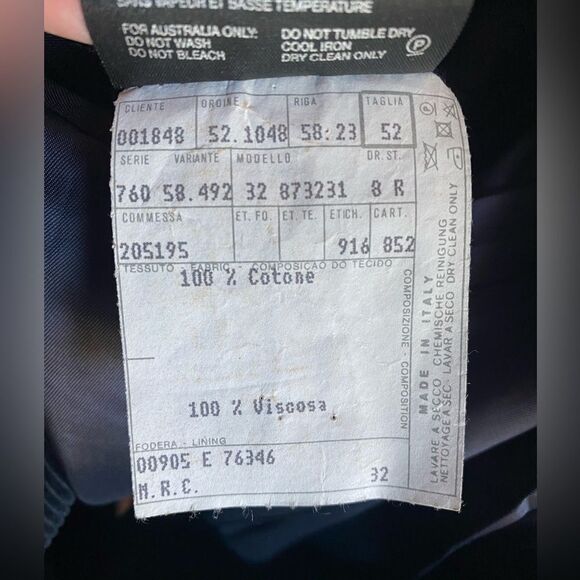 SANS VAPEUR ET BASSE TEMPERATURE
FOR AUSTRALIA ONLY: DO NOT TUMBLE DRY
DO NOT WASH COOL IRON
DO NOT BLEACH DRY CLEAN ONLY P
CLIENTE ORDINE RIGA TAGLIA
001848 52.1048 58:23 52
SERIE VARIANTE MODELLO DR.ST.
760 58.492 32 873231 8 R
COMMESSA ET. FO. ET. TE. ETICH. CART.
205195 916 852
TESSUTO - FABRIC - COMPOSIÇAO DO TECIDO
100 % Cotone
100 % Viscosa
FODERA - LINING
00905 E 76346
M.R.C. 32
COMPOSIZIONE - COMPOSITION
MADE IN ITALY
LAVARE A SECCO CHEMISCHE REINIGUNG
NETTOYAGE A SEC - LAVAR A SECO DRY CLEAN ONLY